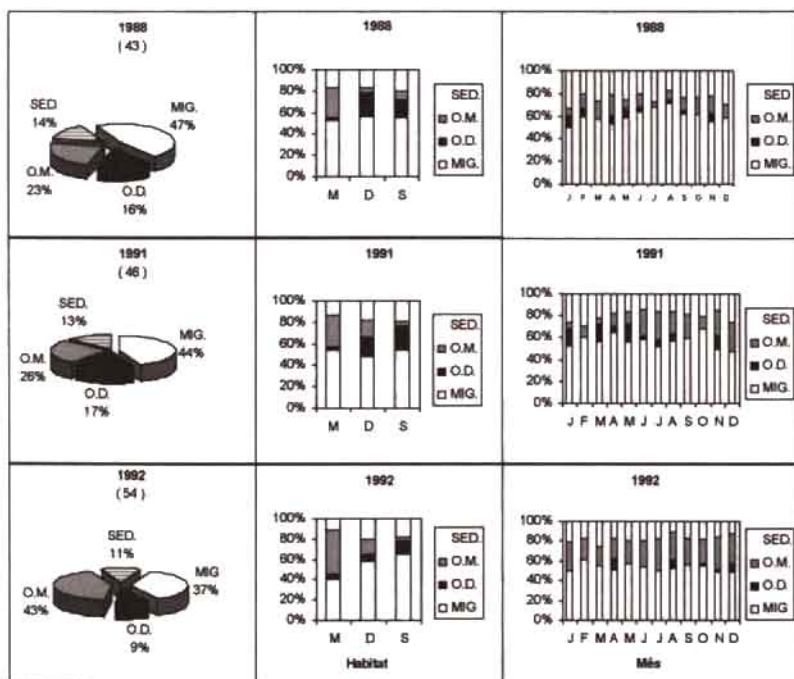 1988
( 43 )
SED.
14%
MIG.
47%
O.M.
23%
O.D.
16%
1988
100%
80%
60%
40%
20%
0%
M D S
SED.
O.M.
O.D.
MIG.
1988
100%
80%
60%
40%
20%
0%
J F M A M J J A S O N D
SED.
O.M.
O.D.
MIG.
1991
( 46 )
SED.
13%
MIG.
44%
O.M.
26%
O.D.
17%
1991
100%
80%
60%
40%
20%
0%
M D S
SED.
O.M.
O.D.
MIG.
1991
100%
80%
60%
40%
20%
0%
J F M A M J J A S O N D
SED.
O.M.
O.D.
MIG.
1992
(54)
SED.
11%
MIG
37%
O.M.
43%
O.D.
9%
1992
100%
80%
60%
40%
20%
0%
M D S
Habitat
SED.
O.M.
O.D.
MIG.
1992
100%
80%
60%
40%
20%
0%
J F M A M J J A S O N D
Més
SED.
O.M.
O.D.
MIG.